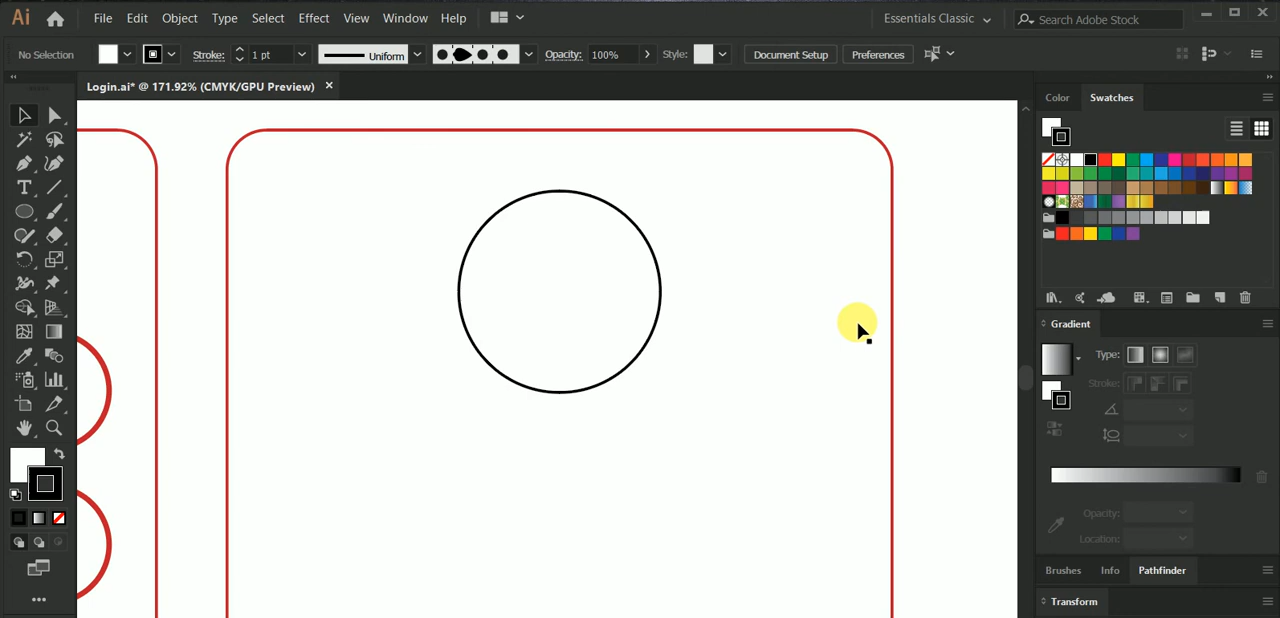 Ai File Edit Object Type Select Effect View Window Help Essentials Classic Search Adobe Stock
No Selection Stroke: 1 pt Uniform Opacity: 100% Style: Document Setup Preferences
Login.ai* @ 171.92% (CMYK/GPU Preview) ×
Color Swatches
T
Gradient
Type:
Stroke:
Opacity:
Location:
Brushes Info Pathfinder
Transform